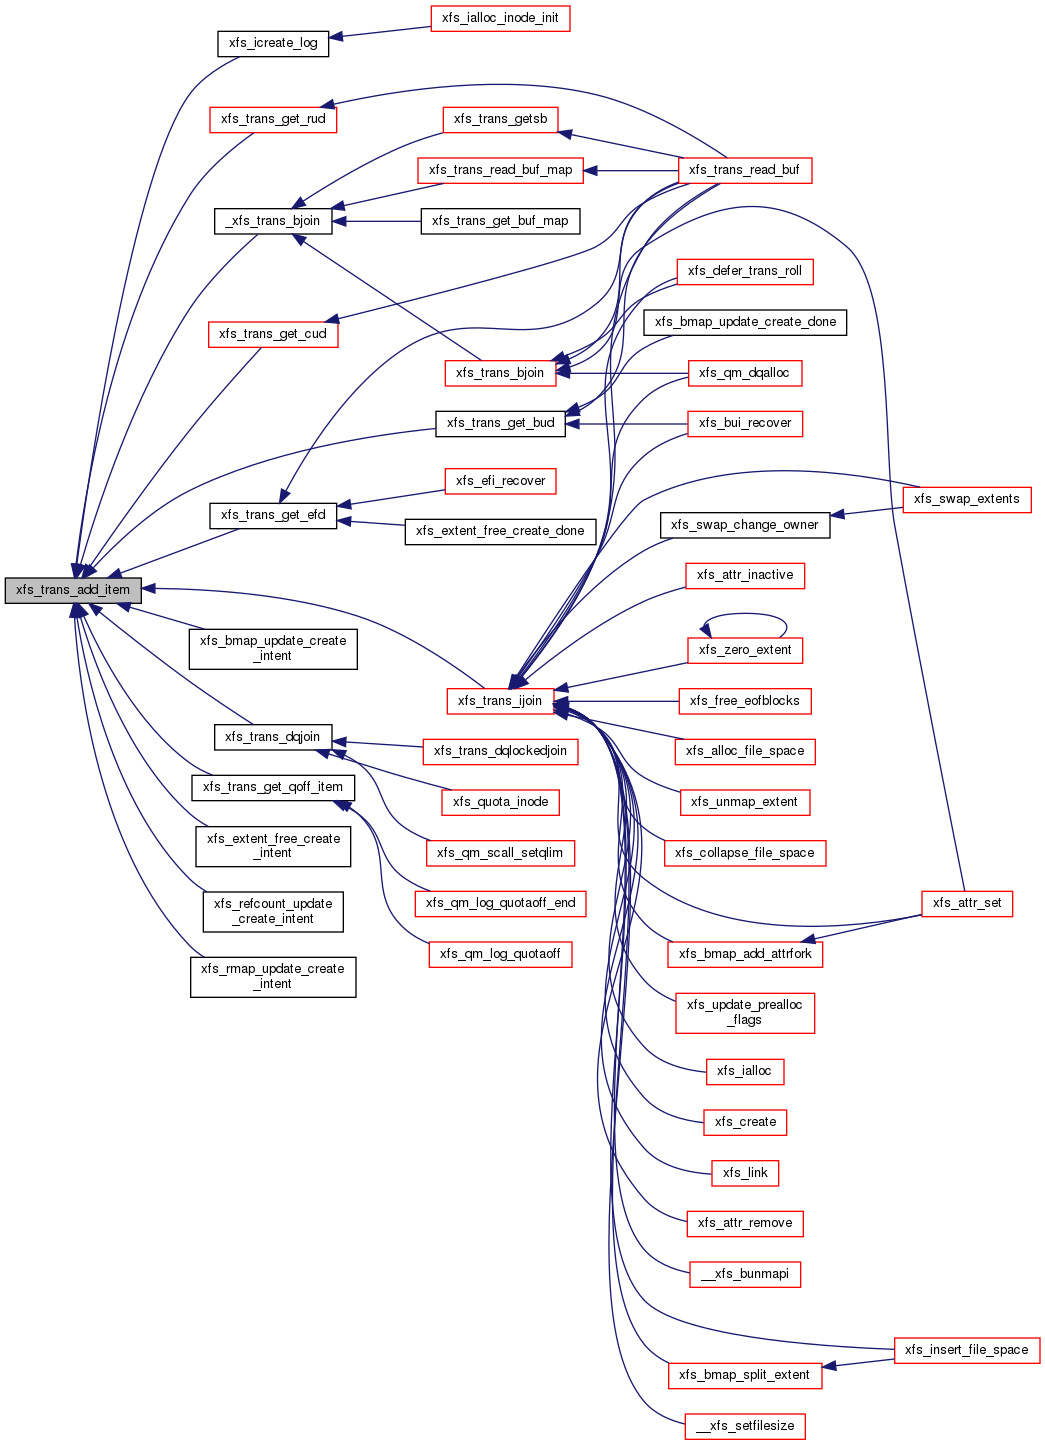 xfs_ialloc_inode_init
xfs_icreate_log
xfs_trans_get_rud
xfs_trans_getsb
xfs_trans_read_buf_map
xfs_trans_read_buf
_xfs_trans_bjoin
xfs_trans_get_buf_map
xfs_defer_trans_roll
xfs_bmap_update_create_done
xfs_trans_get_cud
xfs_trans_bjoin
xfs_qm_dqalloc
xfs_trans_get_bud
xfs_bui_recover
xfs_efi_recover
xfs_swap_extents
xfs_trans_get_efd
xfs_extent_free_create_done
xfs_swap_change_owner
xfs_attr_inactive
xfs_trans_add_item
xfs_bmap_update_create
_intent
xfs_zero_extent
xfs_trans_ijoin
xfs_free_eofblocks
xfs_trans_dqjoin
xfs_trans_dqlockedjoin
xfs_alloc_file_space
xfs_trans_get_qoff_item
xfs_quota_inode
xfs_unmap_extent
xfs_extent_free_create
_intent
xfs_qm_scall_setqlim
xfs_collapse_file_space
xfs_refcount_update
_create_intent
xfs_qm_log_quotaoff_end
xfs_attr_set
xfs_rmap_update_create
_intent
xfs_qm_log_quotaoff
xfs_bmap_add_attrfork
xfs_update_prealloc
_flags
xfs_ialloc
xfs_create
xfs_link
xfs_attr_remove
__xfs_bunmapi
xfs_insert_file_space
xfs_bmap_split_extent
__xfs_setfilesize